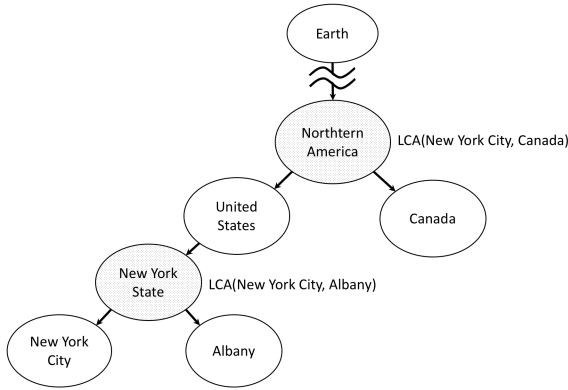 Earth
Northtern
America
LCA(New York City, Canada)
United
States
Canada
New York
State
LCA(New York City, Albany)
New York
City
Albany